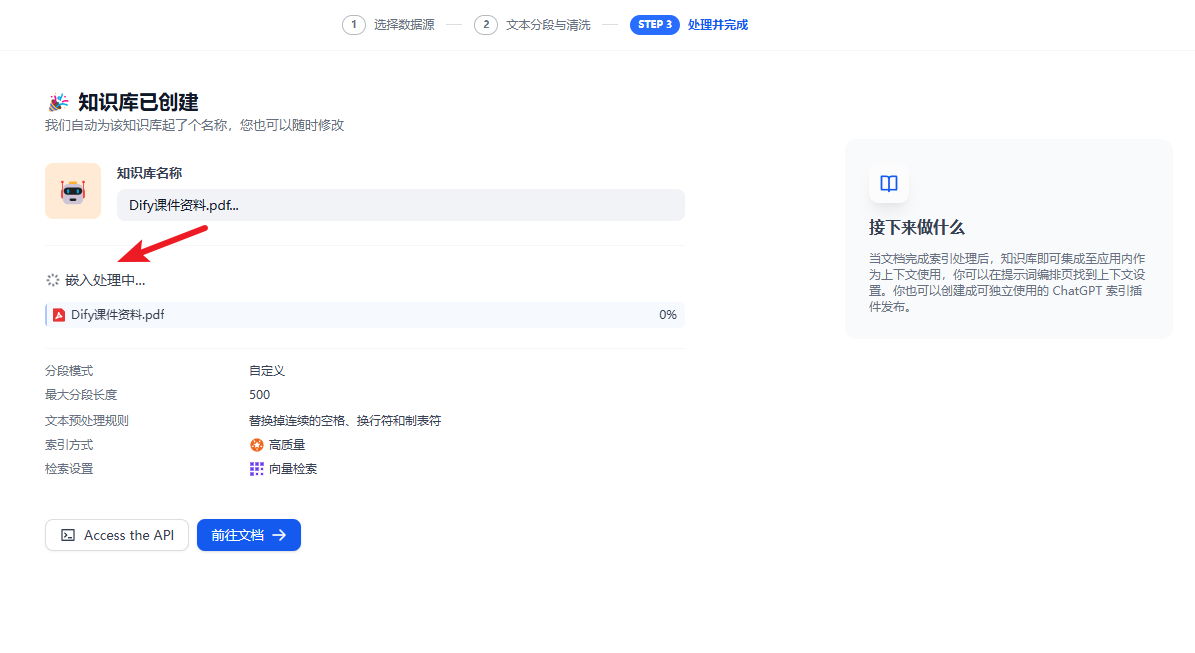 1 选择数据源 2 文本分段与清洗 STEP 3 处理并完成
知识库已创建
我们自动为该知识库起了个名称，您也可以随时修改
知识库名称
Dify课件资料.pdf...
嵌入处理中...
Dify课件资料.pdf 0%
分段模式 自定义
最大分段长度 500
文本预处理规则 替换掉连续的空格、换行符和制表符
索引方式 高质量
检索设置 向量检索
Access the API 前往文档
接下来做什么
当文档完成索引处理后，知识库即可集成至应用内作
为上下文使用，你可以在提示词编排页找到上下文设
置。你也可以创建成可独立使用的 ChatGPT 索引插
件发布。